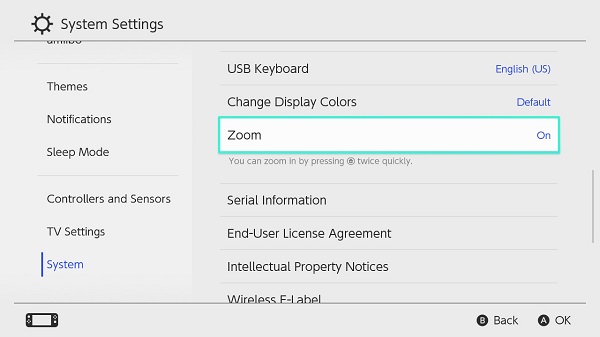 System Settings
amiibo
Themes
Notifications
Sleep Mode
Controllers and Sensors
TV Settings
System
USB Keyboard English (US)
Change Display Colors Default
Zoom On
You can zoom in by pressing twice quickly.
Serial Information
End-User License Agreement
Intellectual Property Notices
Wireless E-Label
B Back A OK